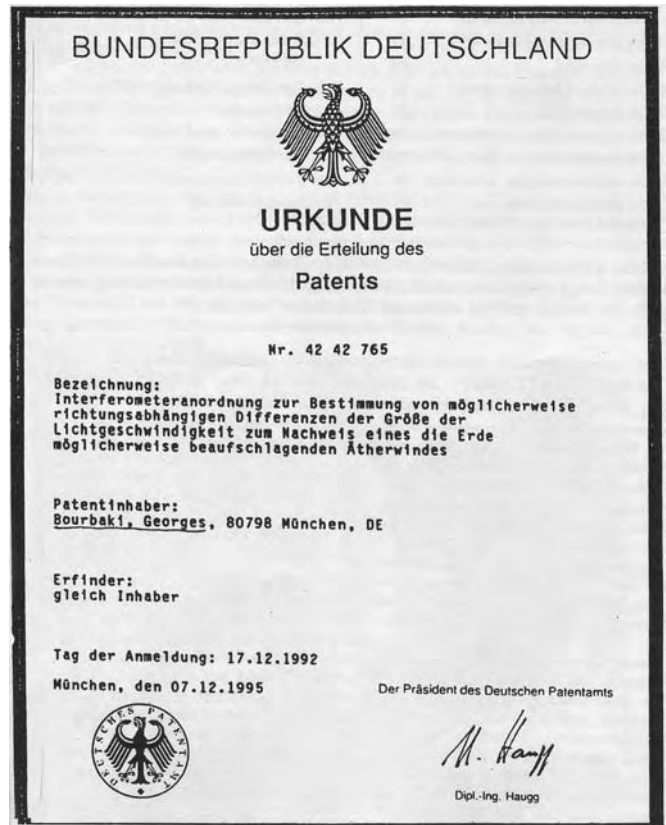 BUNDESREPUBLIK DEUTSCHLAND
URKUNDE
über die Erteilung des
Patents
Nr. 42 42 765
Bezeichnung:
Interferometeranordnung zur Bestimmung von möglicherweise
richtungsabhängigen Differenzen der Größe der
Lichtgeschwindigkeit zum Nachweis eines die Erde
möglicherweise beaufschlagenden Ätherwindes
Patentinhaber:
Bourbaki, Georges, 80798 München, DE
Erfinder:
gleich Inhaber
Tag der Anmeldung: 17.12.1992
München, den 07.12.1995
Der Präsident des Deutschen Patentamts
DEUTSCHES PATENTAMT
Dipl.-Ing. Haugg